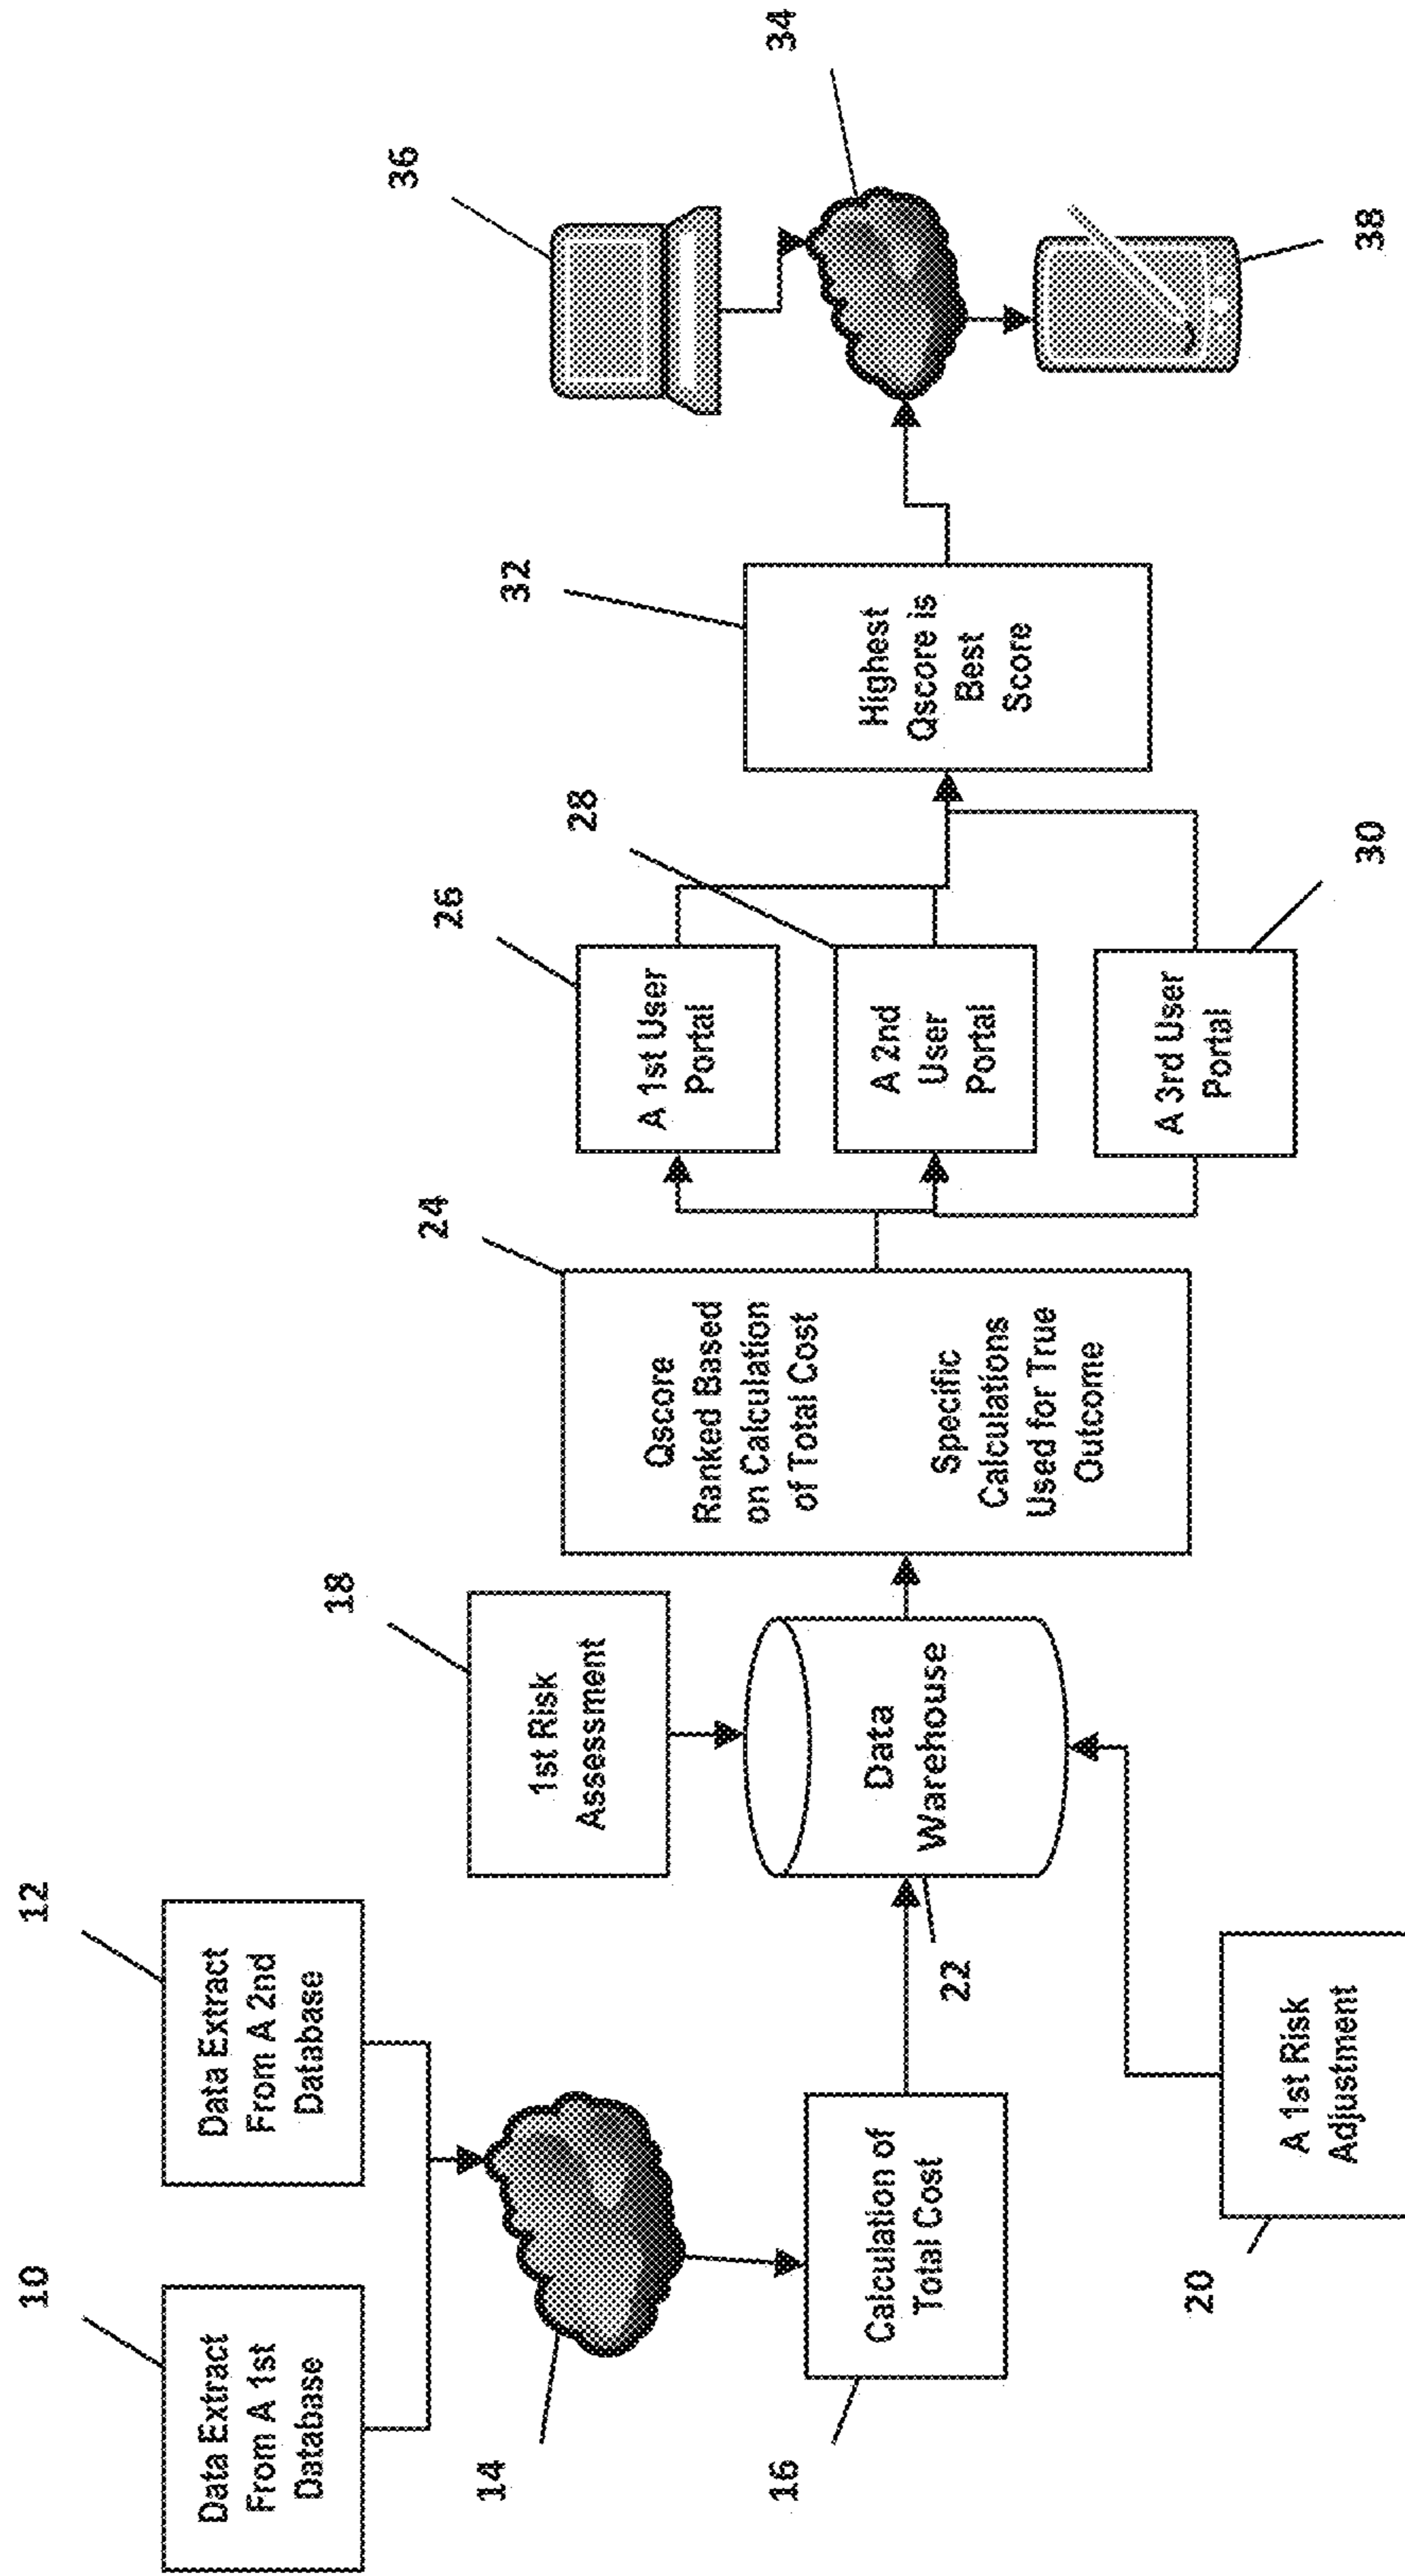 10
Data Extract
From A 1st
Database
12
Data Extract
From A 2nd
Database
14
16
Calculation of
Total Cost
18
1st Risk
Assessment
20
A 1st Risk
Adjustment
22
Data
Warehouse
24
Qscore
Ranked Based
on Calculation
of Total Cost
Specific
Calculations
Used for True
Outcome
26
A 1st User
Portal
28
A 2nd
User
Portal
30
A 3rd User
Portal
32
Highest
Qscore is
Best
Score
34
36
38